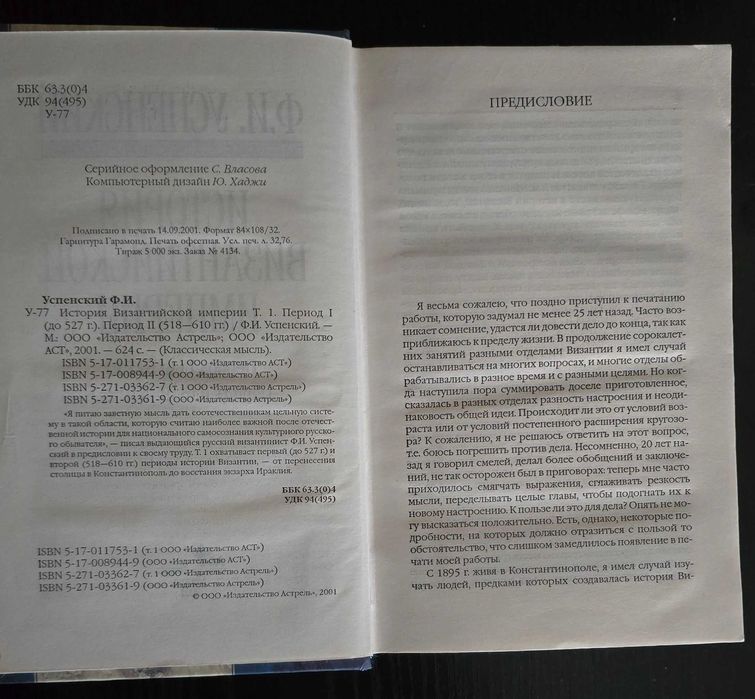 ББК 63.3(0)4
УДК 94(495)
У-77
Серийное оформление С. Власова
Компьютерный дизайн Ю. Хаджи
Подписано в печать 14.09.2001. Формат 84×108/32.
Гарнитура Гарамонд. Печать офсетная. Усл. печ. л. 32,76.
Тираж 5 000 экз. Заказ № 4134.
Успенский Ф.И.
У-77 История Византийской империи Т. 1. Период I
(до 527 г.). Период II (518—610 гг.) / Ф.И. Успенский. —
М.: ООО «Издательство Астрель»; ООО «Издательство
АСТ», 2001. — 624 с. — (Классическая мысль).
ISBN 5-17-011753-1 (т. 1 ООО «Издательство АСТ»)
ISBN 5-17-008944-9 (ООО «Издательство АСТ»)
ISBN 5-271-03362-7 (т. 1 ООО «Издательство Астрель»)
ISBN 5-271-03361-9 (ООО «Издательство Астрель»)
«Я питаю заветную мысль дать соотечественникам цельную систе-
му в такой области, которую считаю наиболее важной после отече-
ственной истории для национального самосознания культурного русско-
го обывателя», — писал выдающийся русский византинист Ф.И. Успен-
ский в предисловии к своему труду. Т. 1 охватывает первый (до 527 г.) и
второй (518—610 гг.) периоды истории Византии, — от перенесения
столицы в Константинополь до восстания экзарха Ираклия.
ББК 63.3(0)4
УДК 94(495)
ISBN 5-17-011753-1 (т. 1 ООО «Издательство АСТ»)
ISBN 5-17-008944-9 (ООО «Издательство АСТ»)
ISBN 5-271-03362-7 (т. 1 ООО «Издательство Астрель»)
ISBN 5-271-03361-9 (ООО «Издательство Астрель»)
© ООО «Издательство Астрель», 2001
ПРЕДИСЛОВИЕ
Я весьма сожалею, что поздно приступил к печатанию
работы, которую задумал не менее 25 лет назад. Часто воз-
никает сомнение, удастся ли довести дело до конца, так как
приближаюсь к пределу жизни. В продолжение сорокалет-
них занятий разными отделами Византии я имел случай
останавливаться на многих вопросах, и многие отделы об-
рабатывались в разное время и с разными целями. Но ког-
да наступила пора суммировать доселе приготовленное,
сказалась в разных отделах разность настроения и неоди-
наковость общей идеи. Происходит ли это от условий воз-
раста или от условий постепенного расширения кругозо-
ра? К сожалению, я не решаюсь ответить на этот вопрос,
т.е. боюсь погрешить против дела. Несомненно, 20 лет на-
зад я говорил смелей, делал более обобщений и заключе-
ний, не так осторожен был в приговорах: теперь мне часто
приходилось смягчать выражения, сглаживать резкость
мысли, переделывать целые главы, чтобы подогнать их к
новому настроению. К пользе ли это для дела? Опять не мо-
гу высказаться положительно. Есть, однако, некоторые по-
дробности, на которых должно отразиться с пользой то
обстоятельство, что слишком замедлилось появление в пе-
чати моей работы.
С 1895 г. живя в Константинополе, я имел случай изу-
чать людей, предками которых создавалась история Ви-